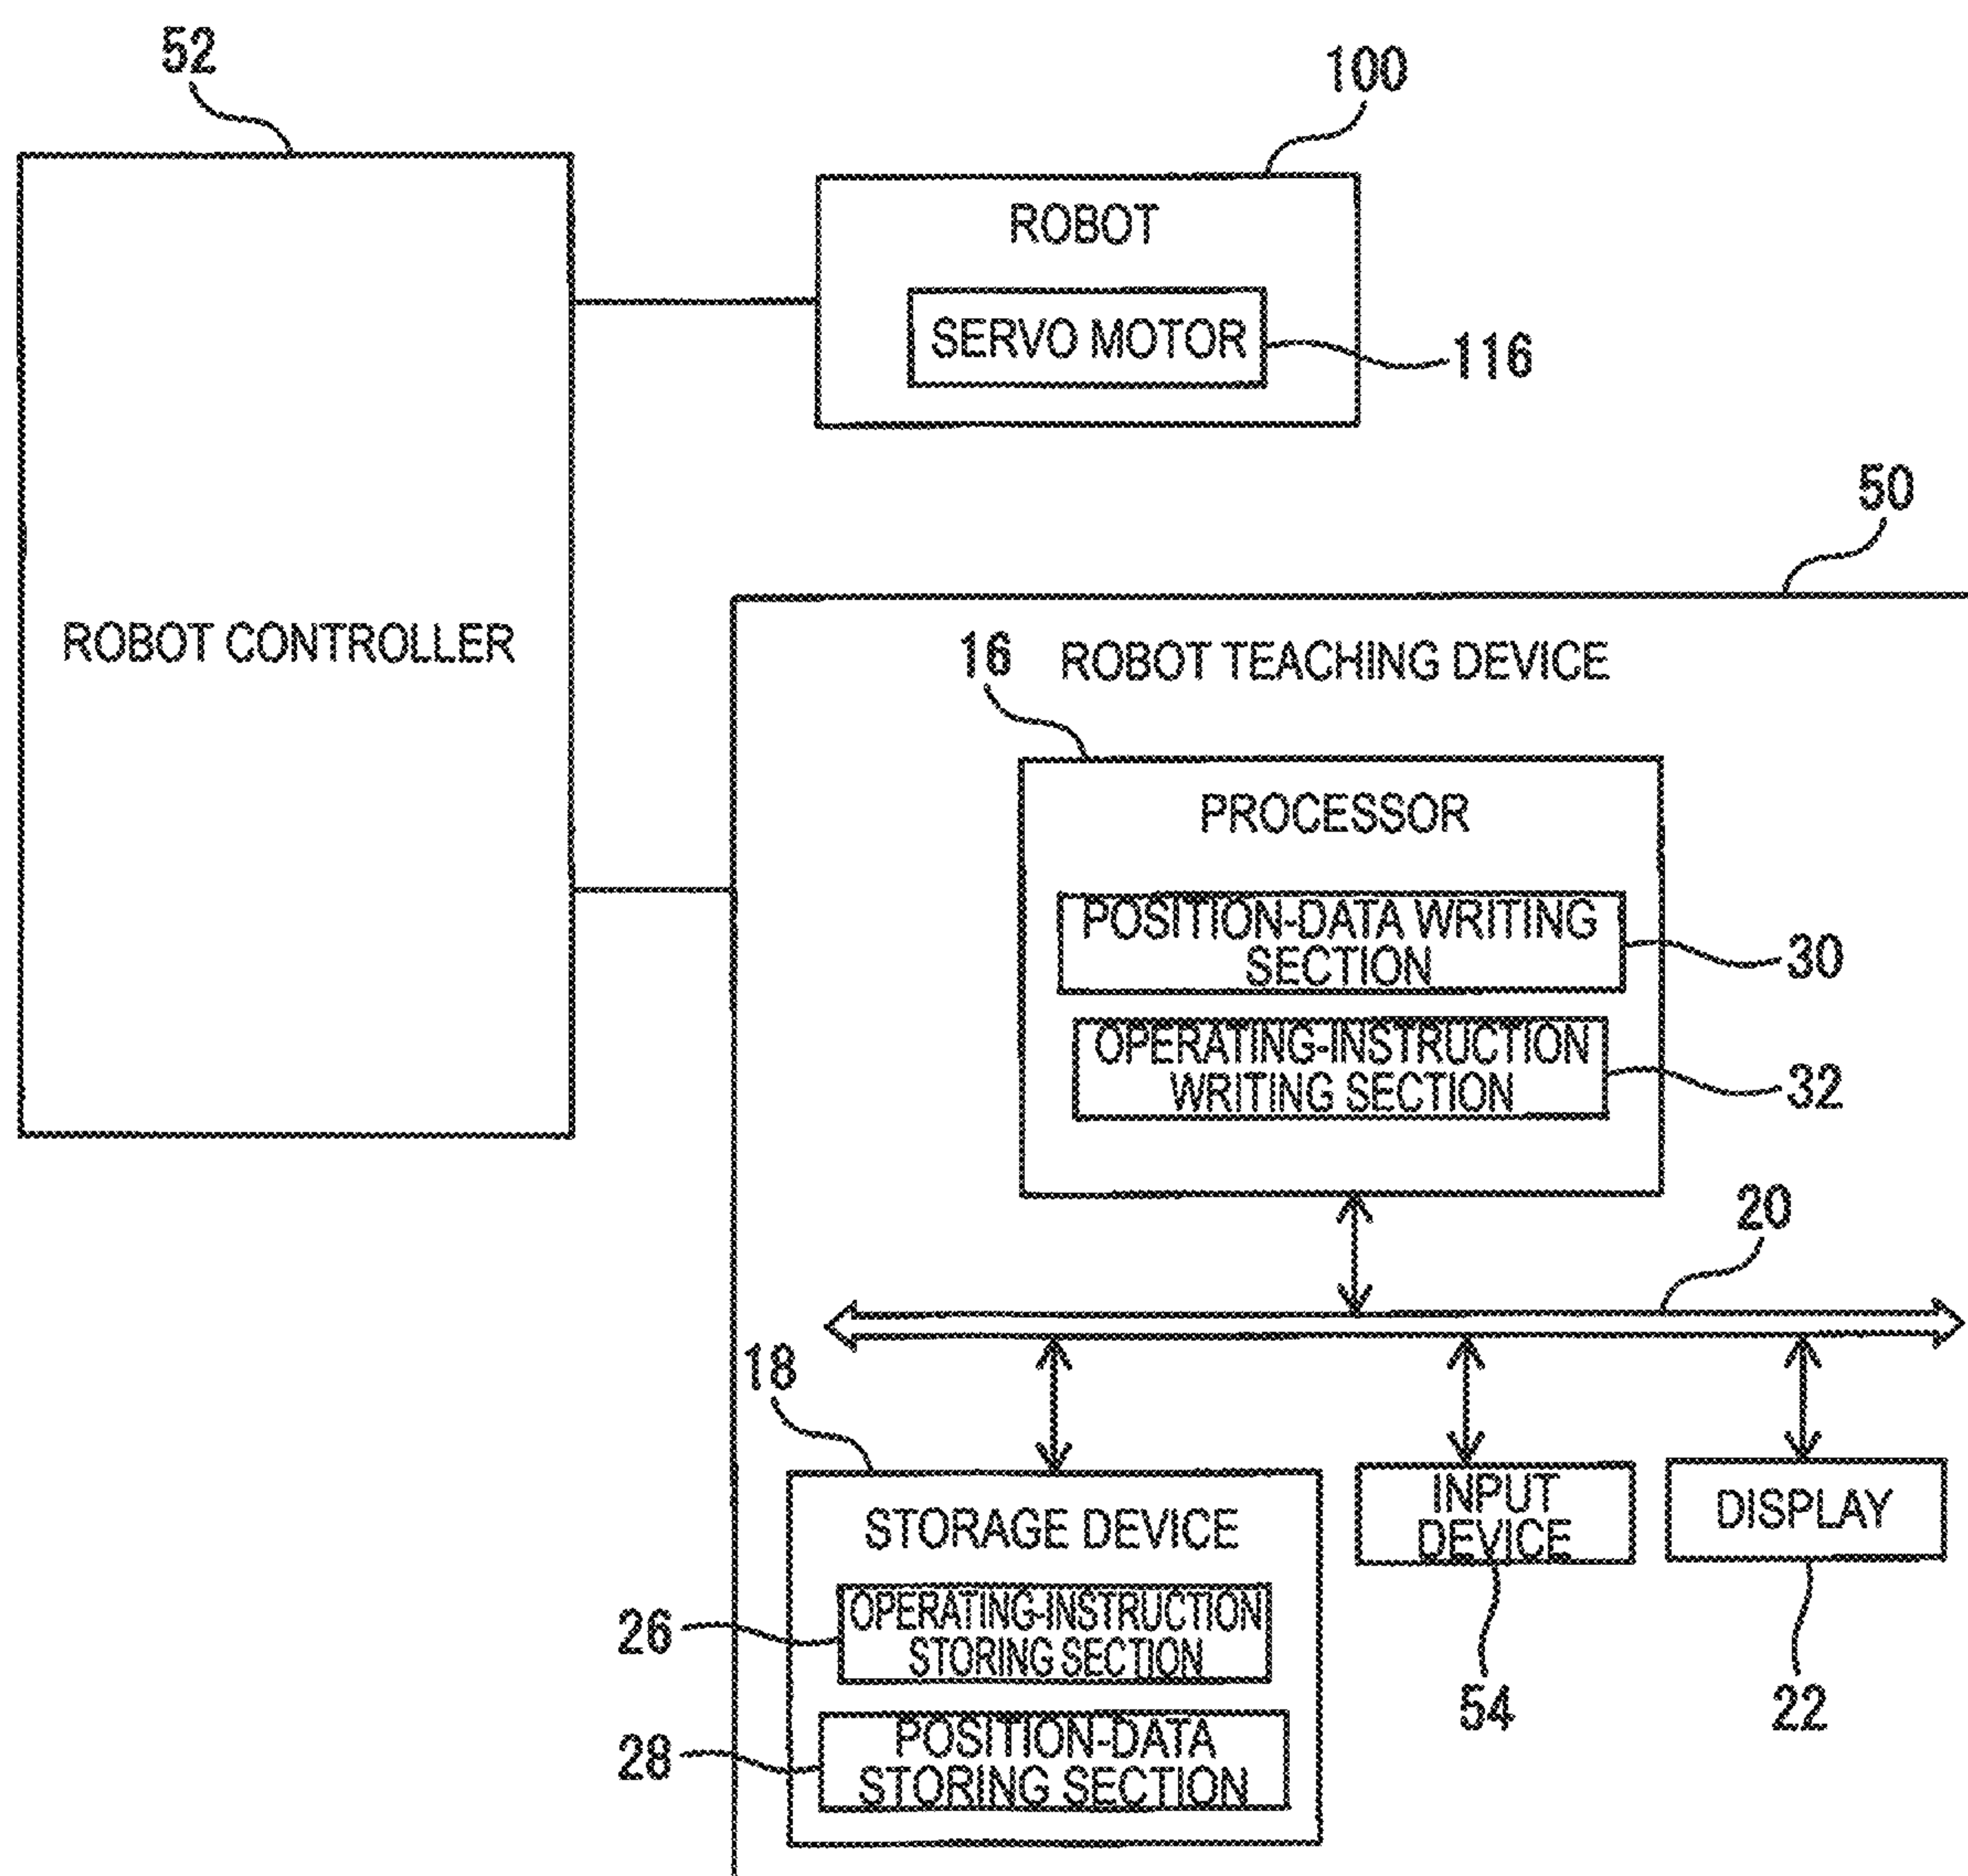 52
100
ROBOT
SERVO MOTOR
116
50
ROBOT CONTROLLER
ROBOT TEACHING DEVICE
16
PROCESSOR
POSITION-DATA WRITING
SECTION
30
OPERATING-INSTRUCTION
WRITING SECTION
32
20
18
STORAGE DEVICE
INPUT
DEVICE
DISPLAY
OPERATING-INSTRUCTION
STORING SECTION
26
54
22
POSITION-DATA
STORING SECTION
28